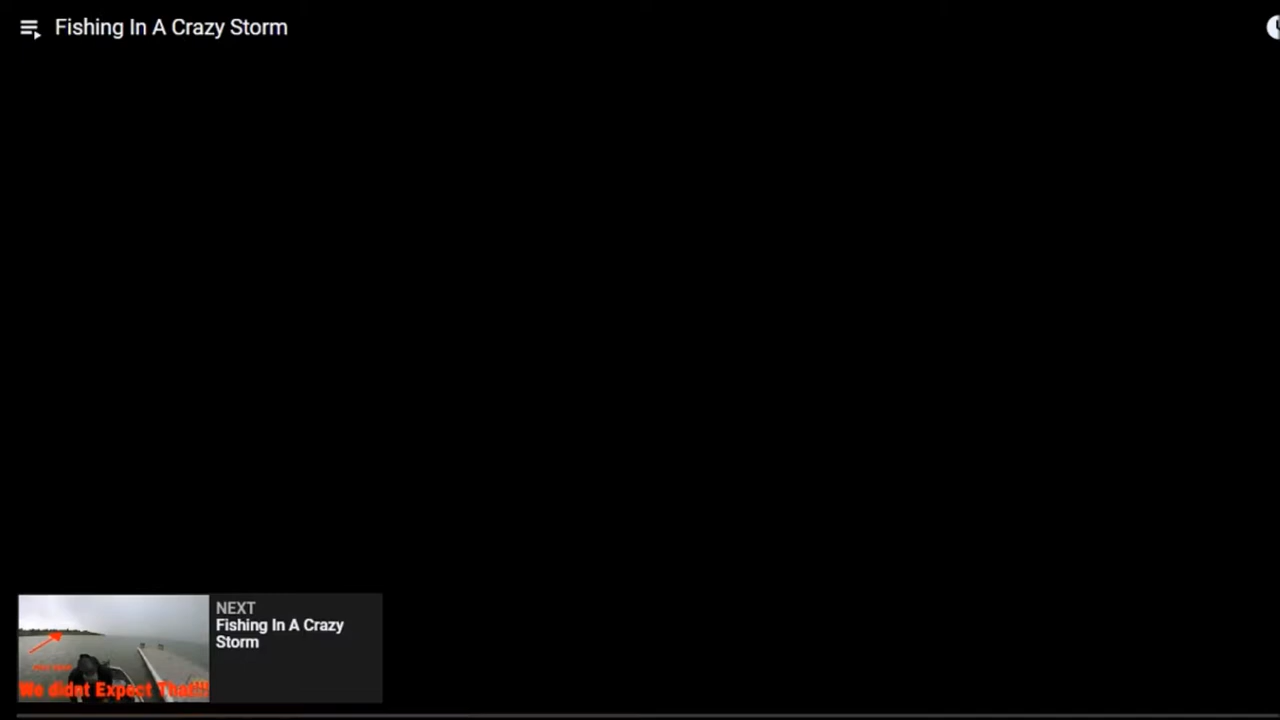 Fishing In A Crazy Storm
NEXT
Fishing In A Crazy
Storm
We didnt Expect That!!!